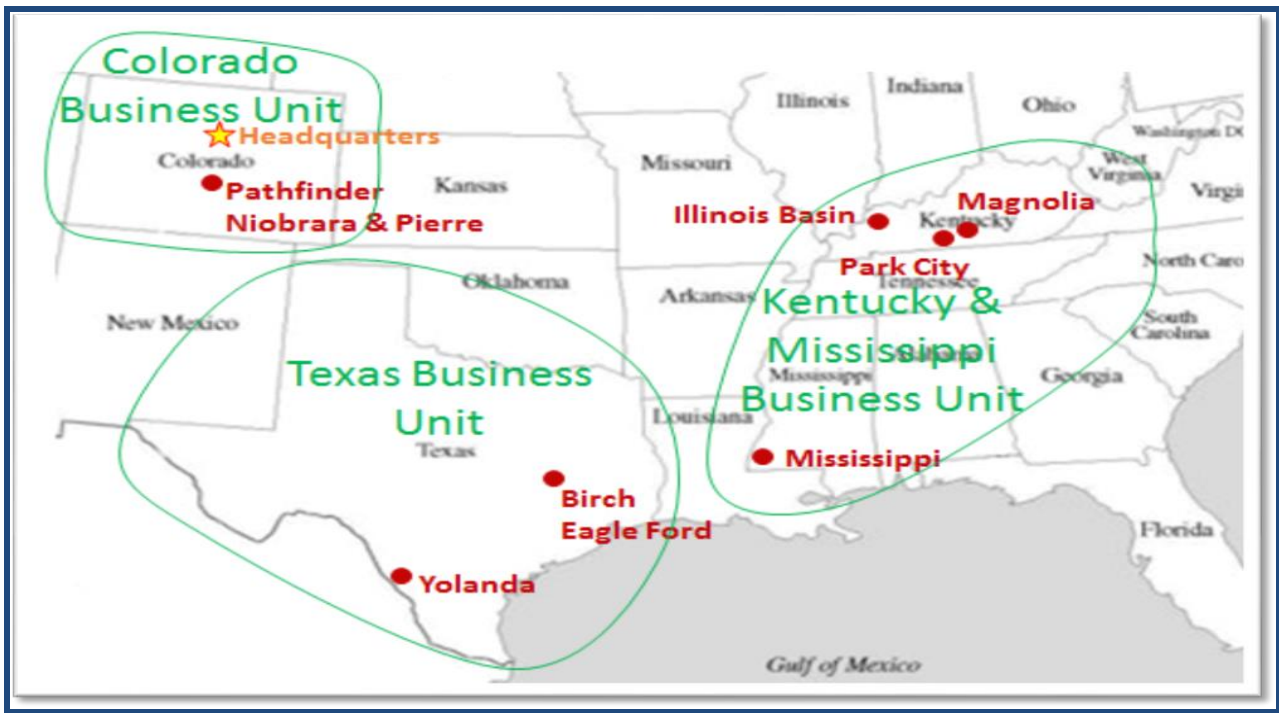 Colorado
Business Unit
Headquarters
Colorado
Pathfinder
Niobrara & Pierre
Kansas
Missouri
Illinois
Indiana
Ohio
Washington DC
West
Virginia
Virgi
Illinois Basin
Magnolia
Kentucky
Park City
Tennessee
North Caro
South
Carolina
Oklahoma
Arkansas
New Mexico
Kentucky &
Mississippi
Business Unit
Alabama
Mississippi
Georgia
Louisiana
Texas Business
Unit
Texas
Mississippi
Birch
Eagle Ford
Yolanda
Florida
Gulf of Mexico